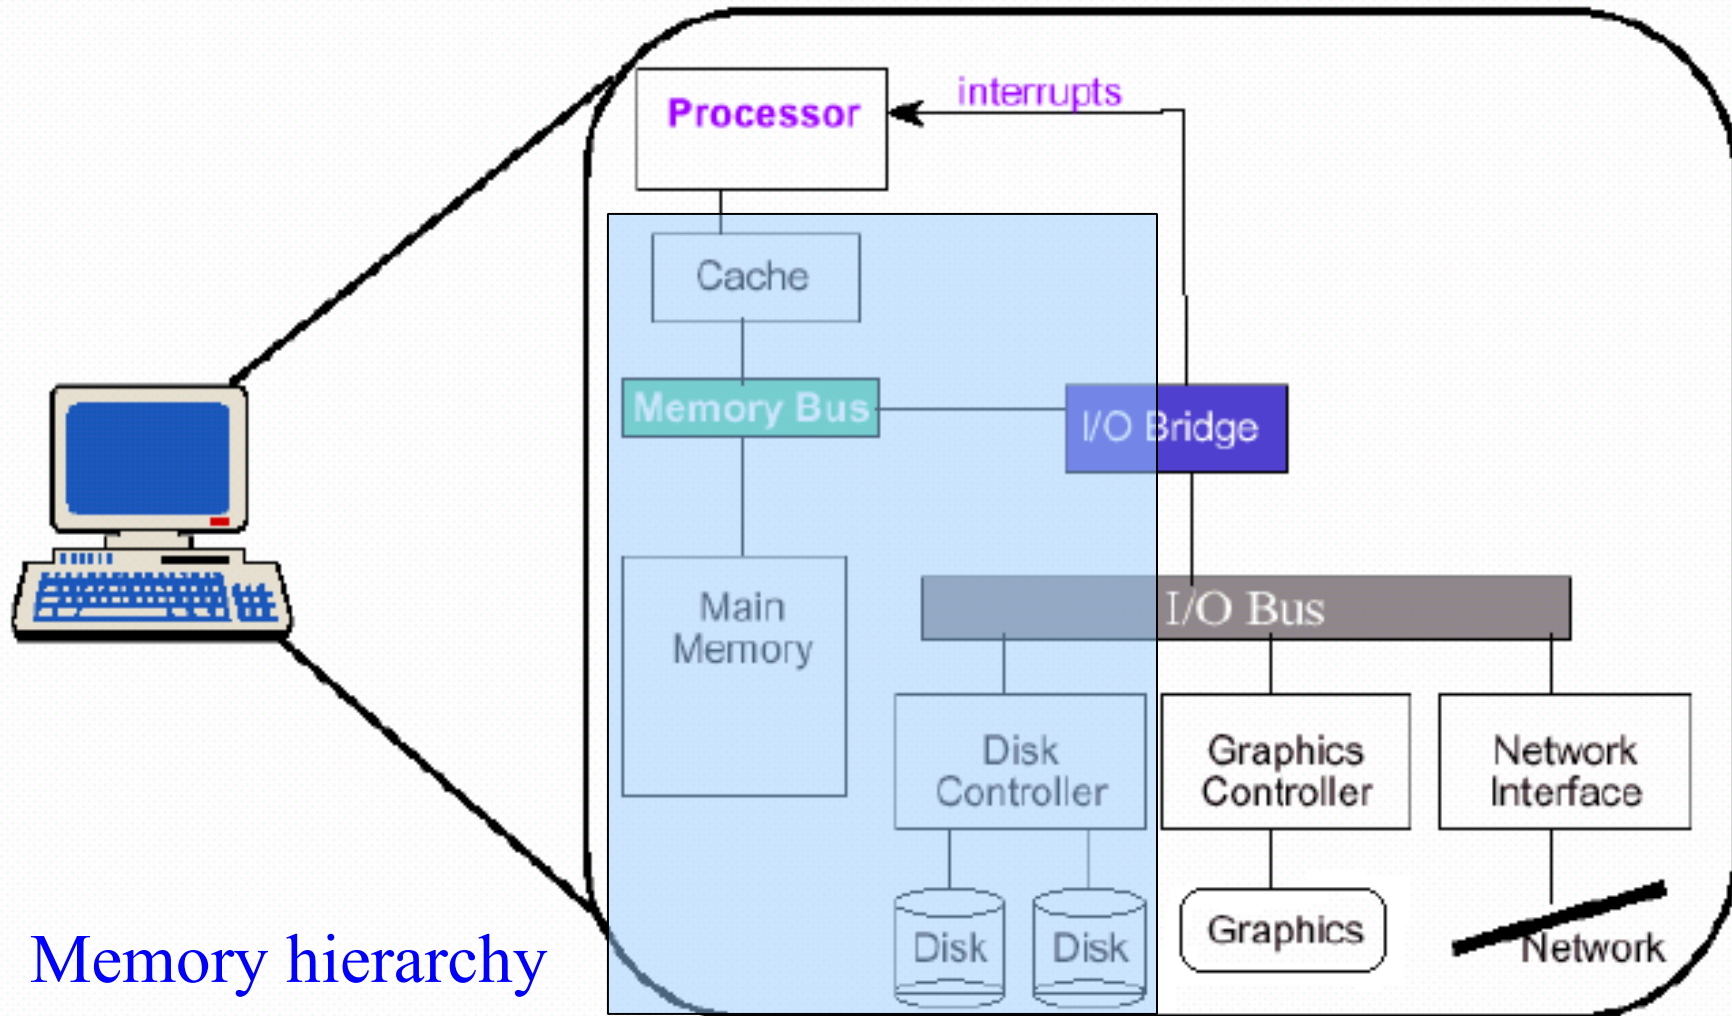 Processor
interrupts
Cache
Memory Bus
I/O Bridge
Main
Memory
I/O Bus
Disk
Controller
Graphics
Controller
Network
Interface
Disk
Disk
Graphics
Network
Memory hierarchy